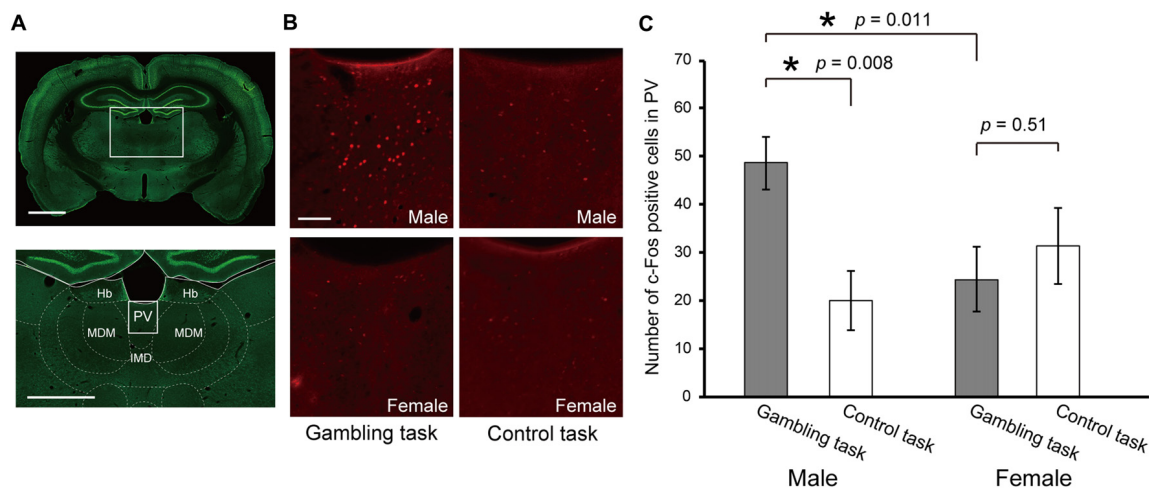 A
Hb
Hb
PV
MDM
MDM
IMD
B
Male
Male
Female
Female
Gambling task
Control task
C
* p = 0.011
* p = 0.008
p = 0.51
Number of c-Fos positive cells in PV
70
60
50
40
30
20
10
0
Gambling task
Control task
Gambling task
Control task
Male
Female